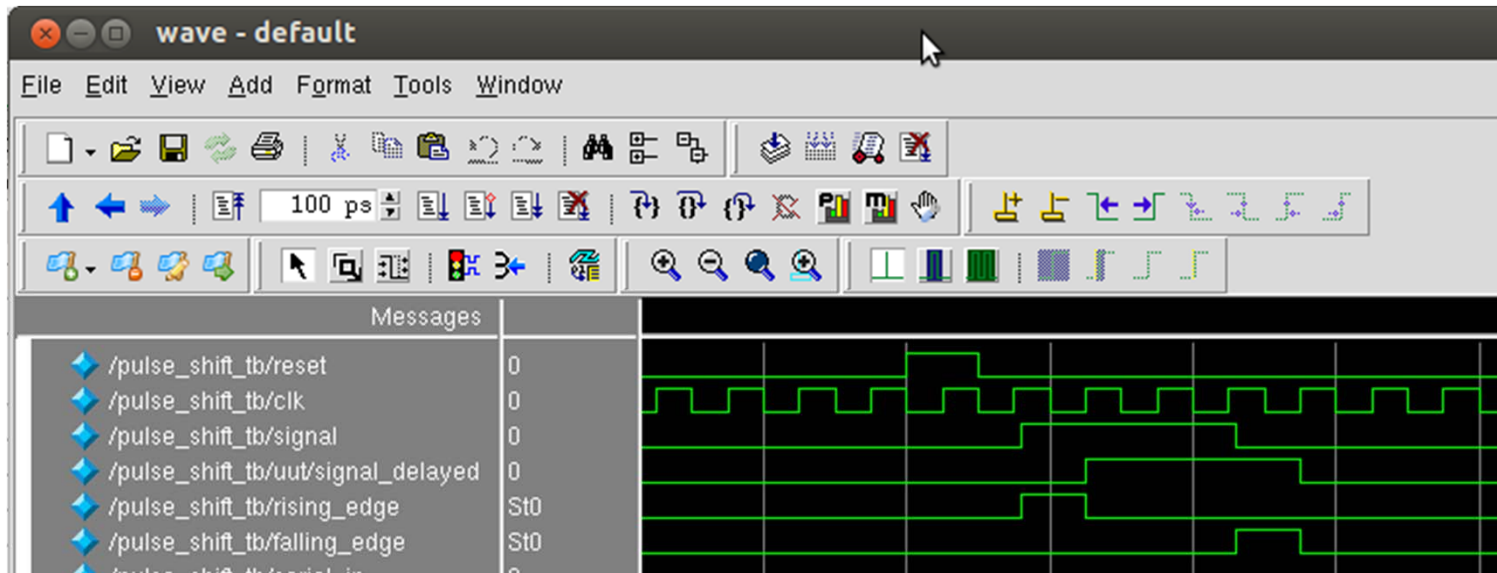 wave - default
File Edit View Add Format Tools Window
100 ps
Messages
/pulse_shift_tb/reset 0
/pulse_shift_tb/clk 0
/pulse_shift_tb/signal 0
/pulse_shift_tb/uut/signal_delayed 0
/pulse_shift_tb/rising_edge St0
/pulse_shift_tb/falling_edge St0